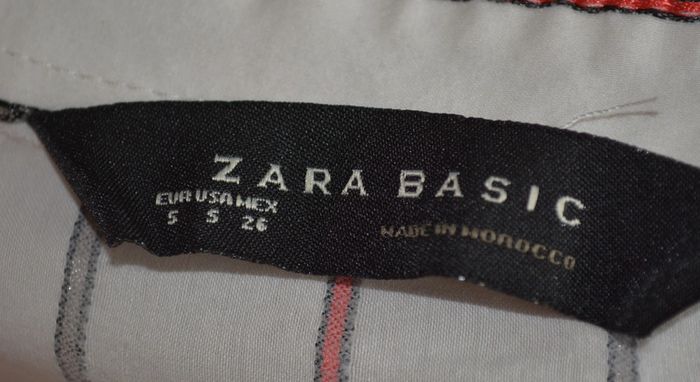 ZARA BASIC
EUR USA MEX
S S 26
MADE IN MOROCCO